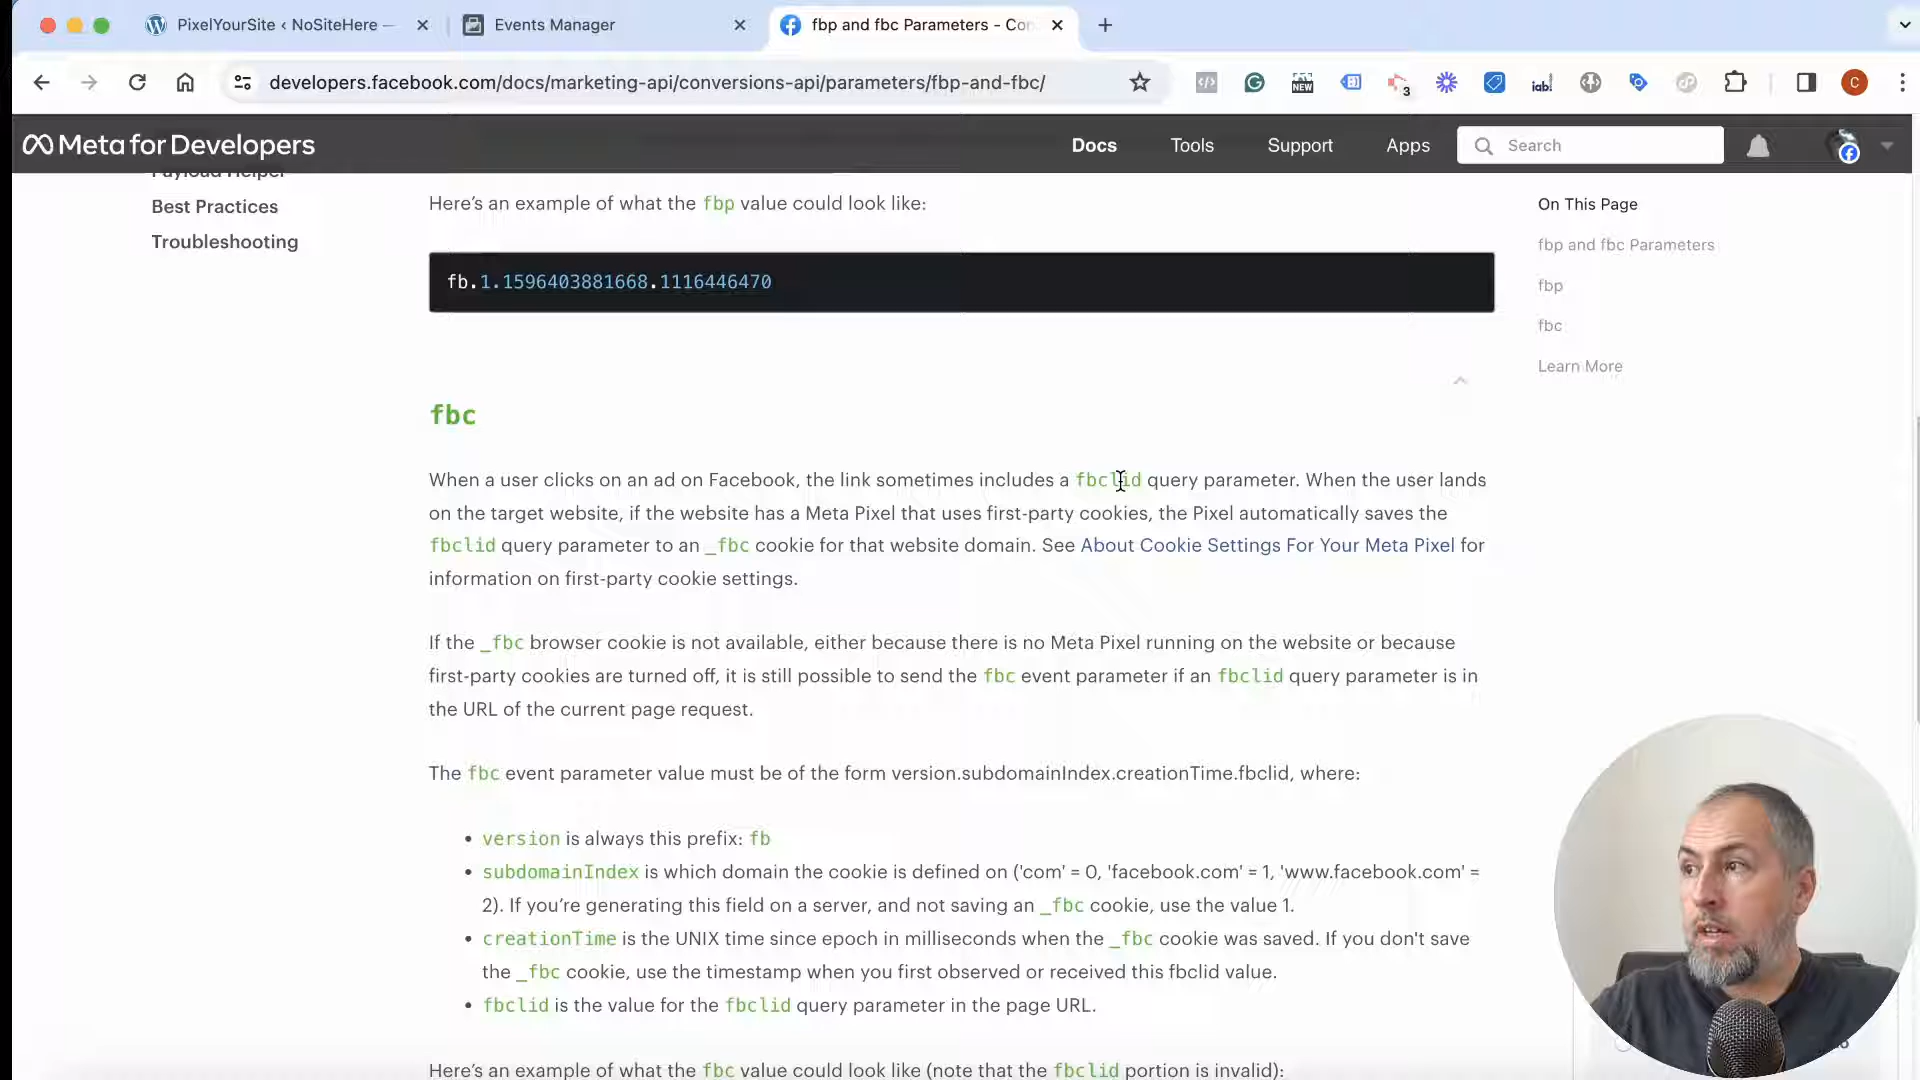 PixelYourSite ‹ NoSiteHere —
Events Manager
fbp and fbc Parameters - Con
developers.facebook.com/docs/marketing-api/conversions-api/parameters/fbp-and-fbc/
NEW
3
iab!
C
Meta for Developers
Docs
Tools
Support
Apps
Search
Payload Helper
Best Practices
Troubleshooting
Here's an example of what the fbp value could look like:
fb.1.1596403881668.1116446470
On This Page
fbp and fbc Parameters
fbp
fbc
Learn More
fbc
When a user clicks on an ad on Facebook, the link sometimes includes a fbclid query parameter. When the user lands
on the target website, if the website has a Meta Pixel that uses first-party cookies, the Pixel automatically saves the
fbclid query parameter to an _fbc cookie for that website domain. See About Cookie Settings For Your Meta Pixel for
information on first-party cookie settings.
If the _fbc browser cookie is not available, either because there is no Meta Pixel running on the website or because
first-party cookies are turned off, it is still possible to send the fbc event parameter if an fbclid query parameter is in
the URL of the current page request.
The fbc event parameter value must be of the form version.subdomainIndex.creationTime.fbclid, where:
• version is always this prefix: fb
• subdomainIndex is which domain the cookie is defined on ('com' = 0, 'facebook.com' = 1, 'www.facebook.com' =
2). If you're generating this field on a server, and not saving an _fbc cookie, use the value 1.
• creationTime is the UNIX time since epoch in milliseconds when the _fbc cookie was saved. If you don't save
the _fbc cookie, use the timestamp when you first observed or received this fbclid value.
• fbclid is the value for the fbclid query parameter in the page URL.
Here's an example of what the fbc value could look like (note that the fbclid portion is invalid):